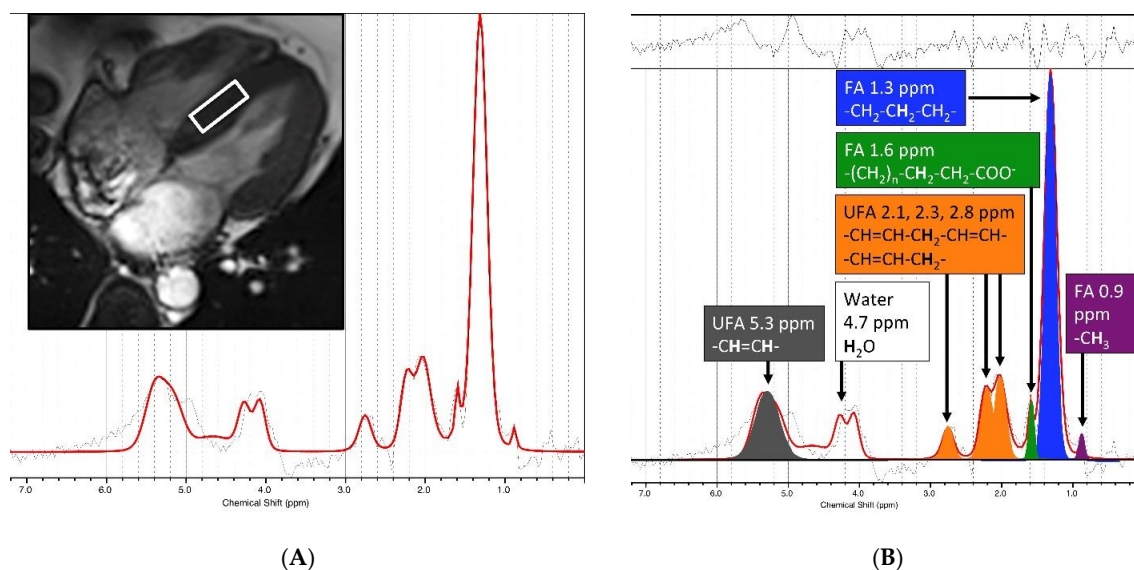 7.0 6.0 5.0 4.0 3.0 2.0 1.0
Chemical Shift (ppm)
(A)
FA 1.3 ppm
-CH₂-CH₂-CH₂-
FA 1.6 ppm
-(CH₂)ₙ-CH₂-CH₂-COO⁻
UFA 2.1, 2.3, 2.8 ppm
-CH=CH-CH₂-CH=CH-
-CH=CH-CH₂-
FA 0.9
ppm
-CH₃
Water
4.7 ppm
H₂O
UFA 5.3 ppm
-CH=CH-
7.0 6.0 5.0 4.0 3.0 2.0 1.0
Chemical Shift (ppm)
(B)